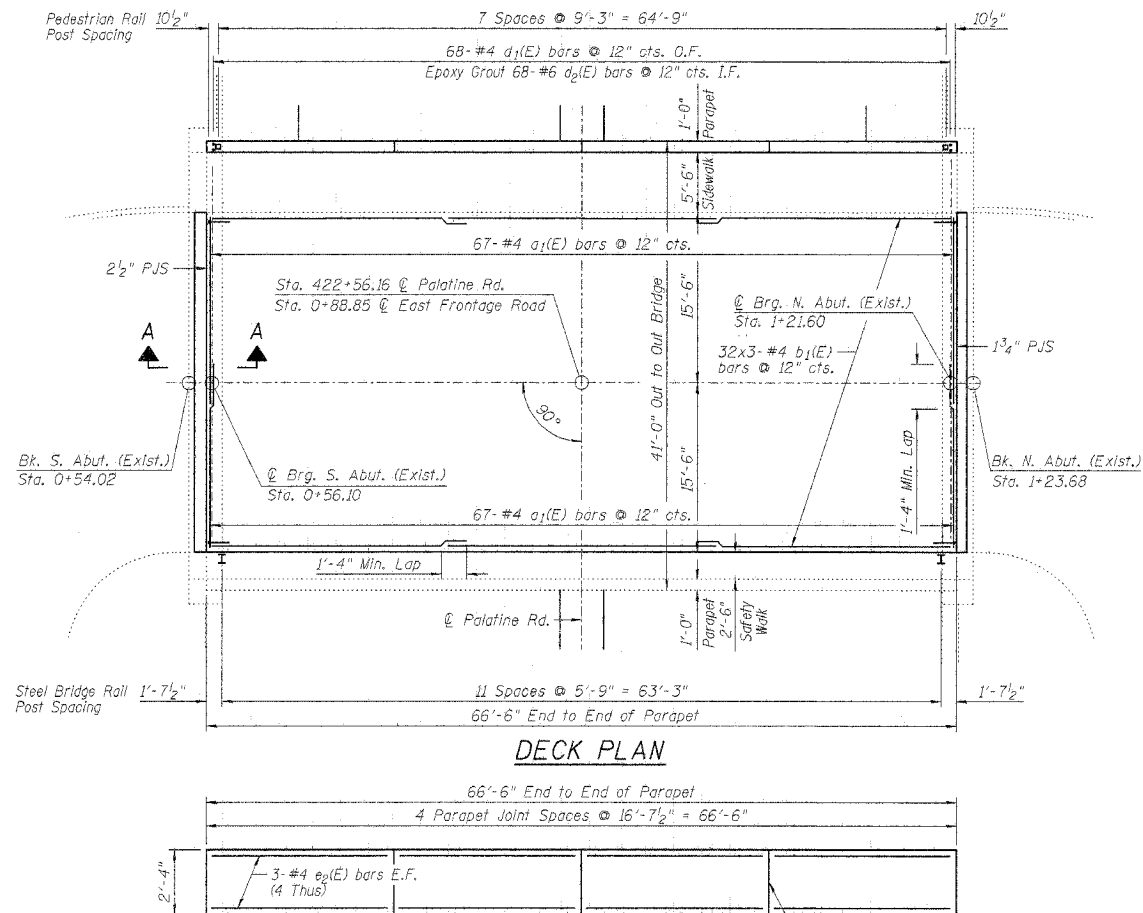 Pedestrian Rail 10½"
Post Spacing
7 Spaces @ 9'-3" = 64'-9"
10½"
68-#4 d₁(E) bars @ 12" cts. O.F.
Epoxy Grout 68-#6 d₂(E) bars @ 12" cts. I.F.
1'-0"
Parapet
5'-6"
Sidewalk
67-#4 a₁(E) bars @ 12" cts.
2½" PJS
Sta. 422+56.16 ℄ Palatine Rd.
Sta. 0+88.85 ℄ East Frontage Road
41'-0" Out to Out Bridge
15'-6"
℄ Brg. N. Abut. (Exist.)
Sta. 1+21.60
A
A
32x3-#4 b₁(E)
bars @ 12" cts.
1¾" PJS
90°
Bk. S. Abut. (Exist.)
Sta. 0+54.02
℄ Brg. S. Abut. (Exist.)
Sta. 0+56.10
15'-6"
1'-4" Min. Lap
Bk. N. Abut. (Exist.)
Sta. 1+23.68
67-#4 a₁(E) bars @ 12" cts.
1'-4" Min. Lap
℄ Palatine Rd.
1'-0"
Parapet
2'-6"
Safety
Walk
Steel Bridge Rail 1'-7½"
Post Spacing
11 Spaces @ 5'-9" = 63'-3"
1'-7½"
66'-6" End to End of Parapet
DECK PLAN
66'-6" End to End of Parapet
4 Parapet Joint Spaces @ 16'-7½" = 66'-6"
2'-4"
3-#4 e₂(E) bars E.F.
(4 Thus)